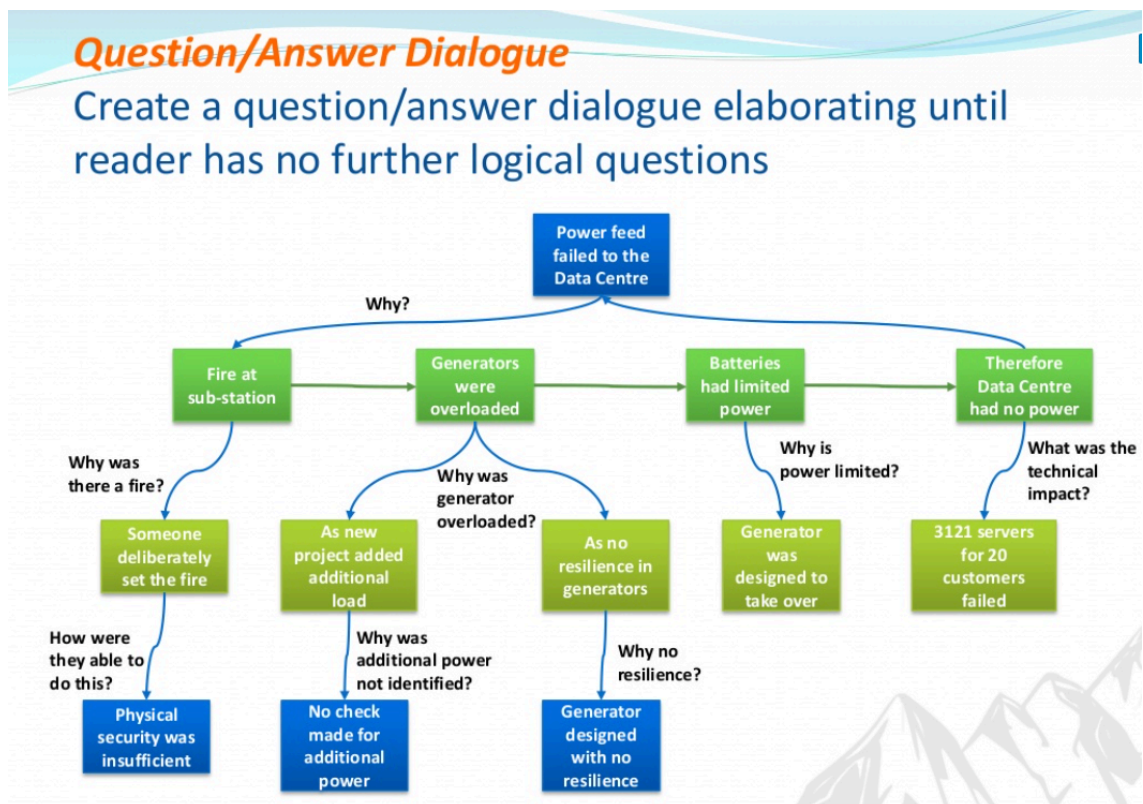 Question/Answer Dialogue
Create a question/answer dialogue elaborating until
reader has no further logical questions
Power feed
failed to the
Data Centre
Why?
Fire at
sub-station
Generators
were
overloaded
Batteries
had limited
power
Therefore
Data Centre
had no power
Why was
there a fire?
Why was
generator
overloaded?
Why is
power limited?
What was the
technical
impact?
Someone
deliberately
set the fire
As new
project added
additional
load
As no
resilience in
generators
Generator
was
designed to
take over
3121 servers
for 20
customers
failed
How were
they able to
do this?
Why was
additional power
not identified?
Why no
resilience?
Physical
security was
insufficient
No check
made for
additional
power
Generator
designed
with no
resilience